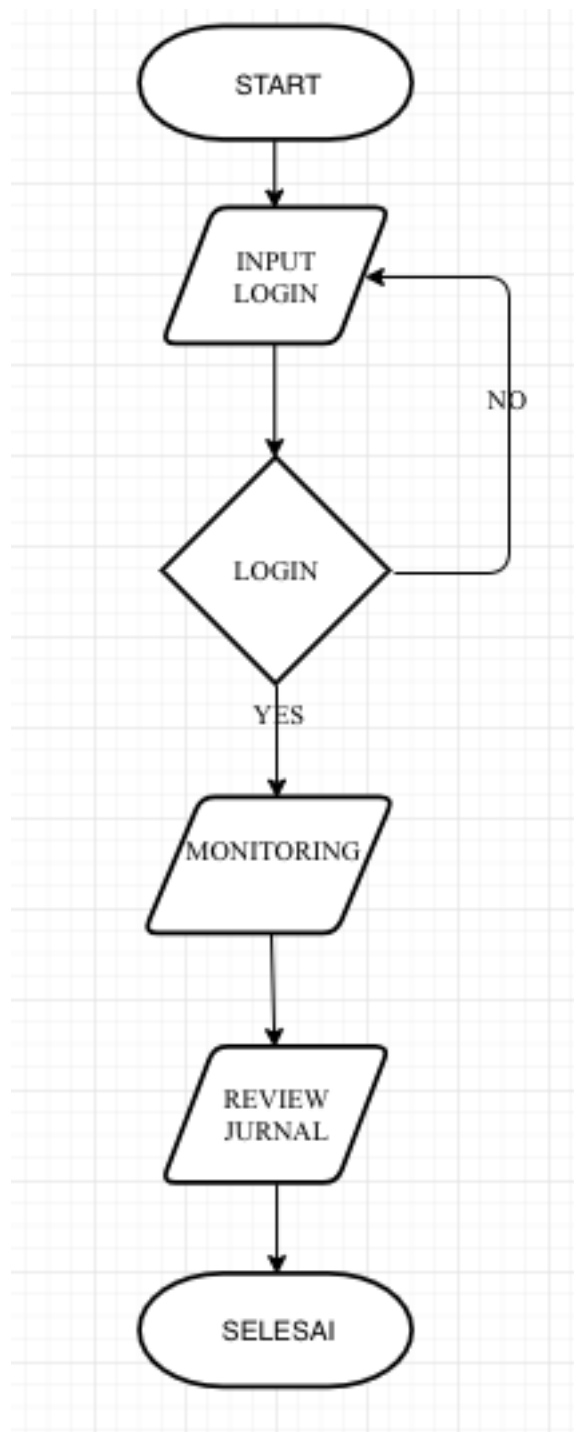 START
INPUT
LOGIN
NO
LOGIN
YES
MONITORING
REVIEW
JURNAL
SELESAI